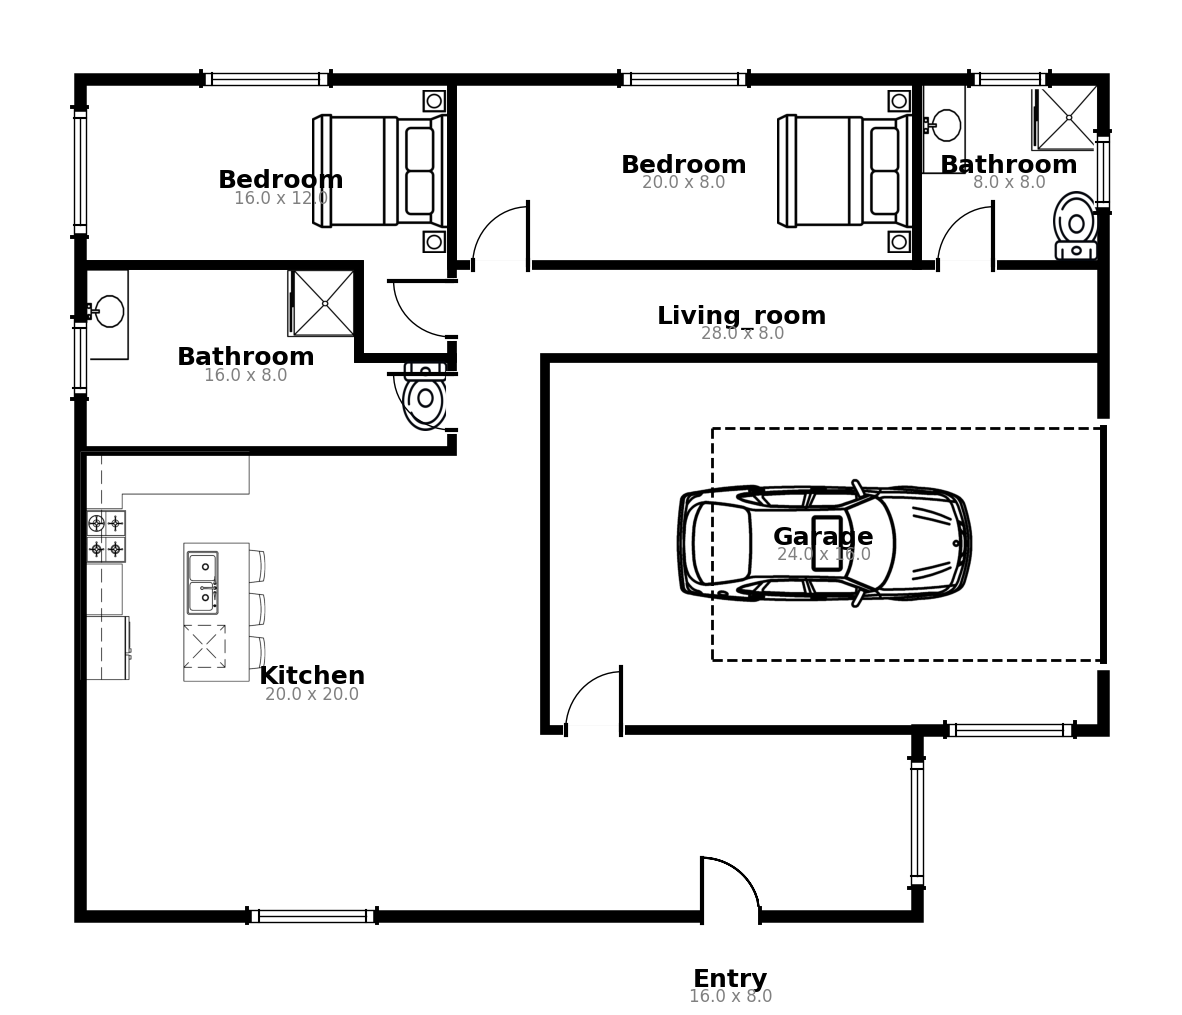 Bedroom
16.0 x 12.0
Bedroom
20.0 x 8.0
Bathroom
8.0 x 8.0
Living_room
28.0 x 8.0
Bathroom
16.0 x 8.0
Garage
24.0 x 16.0
Kitchen
20.0 x 20.0
Entry
16.0 x 8.0